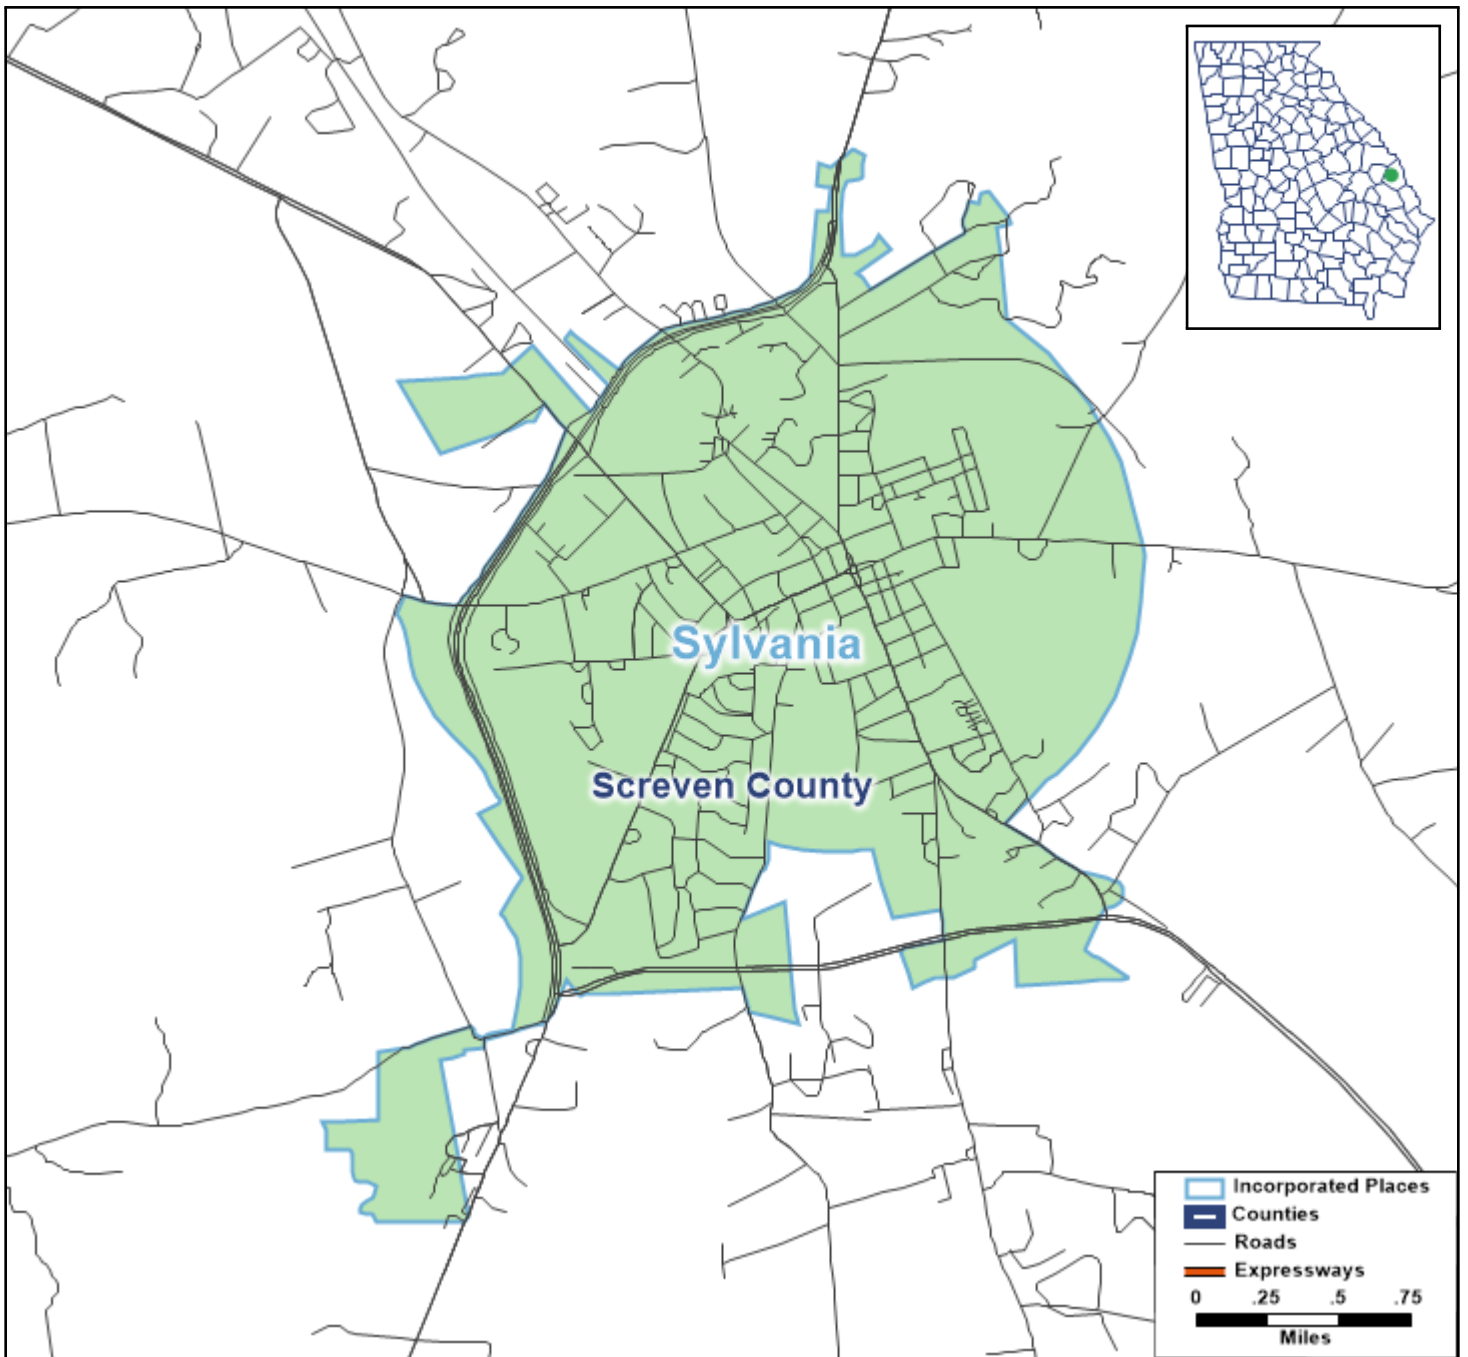 Sylvania
Screven County
Incorporated Places
Counties
Roads
Expressways
0 .25 .5 .75
Miles